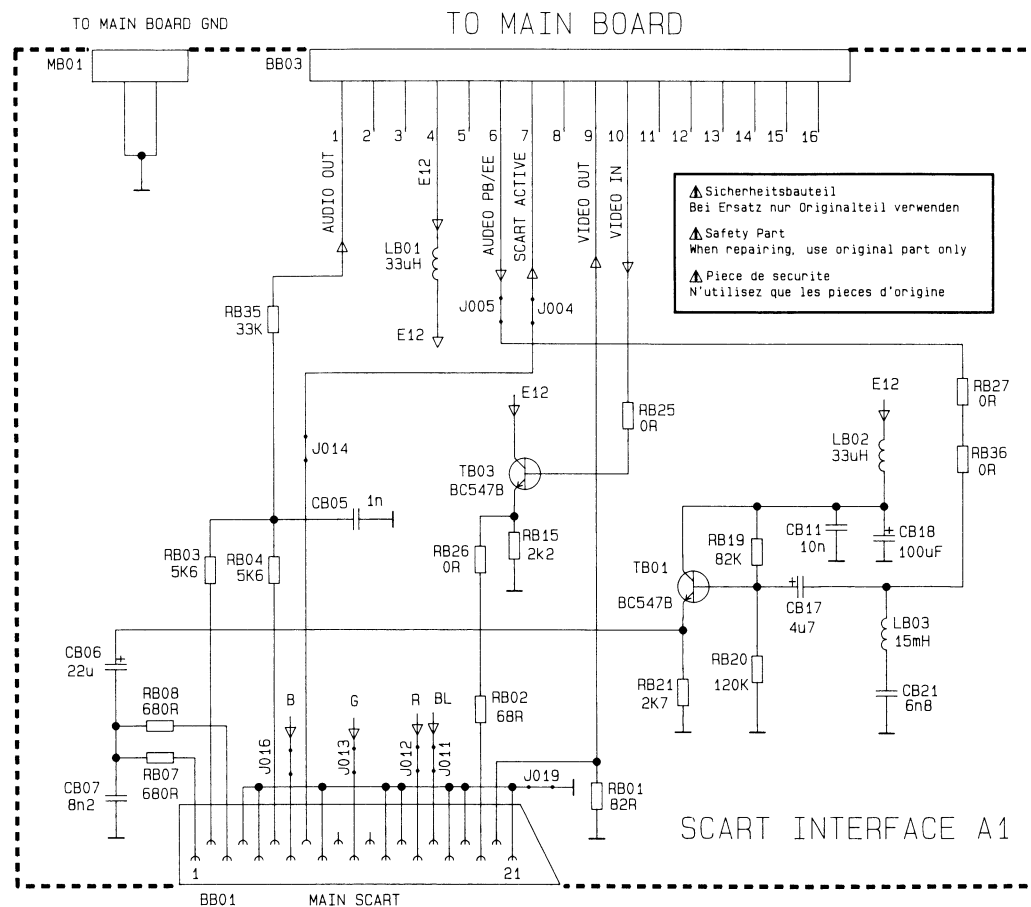 TO MAIN BOARD GND
TO MAIN BOARD
MB01
BB03
1 2 3 4 5 6 7 8 9 10 11 12 13 14 15 16
AUDIO OUT
E12
AUDEO PB/EE
SCART ACTIVE
VIDEO OUT
VIDEO IN
Sicherheitsbauteil
Bei Ersatz nur Originalteil verwenden
Safety Part
When repairing, use original part only
Piece de securite
N'utilisez que les pieces d'origine
LB01
33uH
E12
J005
J004
RB35
33K
E12
RB25
0R
E12
RB27
0R
LB02
33uH
RB36
0R
J014
TB03
BC547B
CB05
1n
RB15
2k2
RB26
0R
RB03
5K6
RB04
5K6
RB19
82K
CB11
10n
CB18
100uF
TB01
BC547B
CB17
4u7
LB03
15mH
CB06
22u
RB21
2K7
RB20
120K
CB21
6n8
RB08
680R
RB07
680R
CB07
8n2
B
G
R
BL
RB02
68R
J016
J013
J012
J011
J019
RB01
82R
SCART INTERFACE A1
1
21
BB01
MAIN SCART